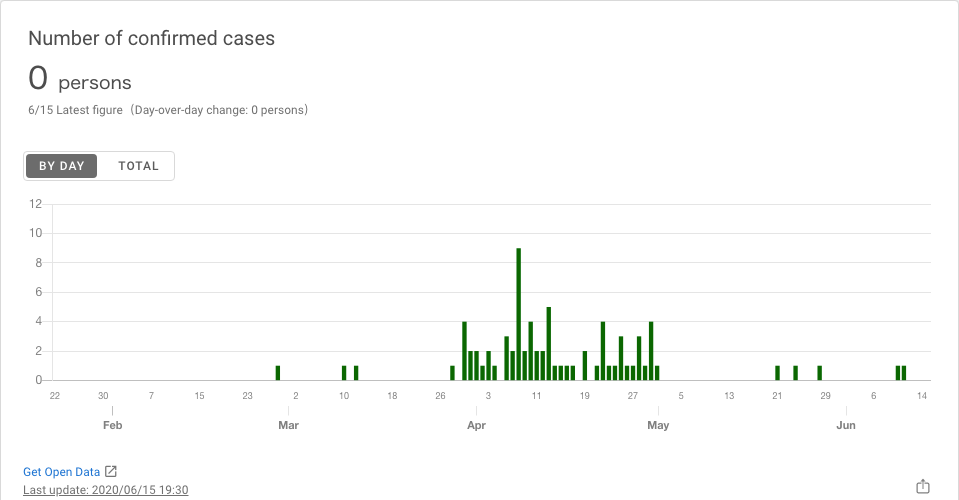 Number of confirmed cases
0 persons
6/15 Latest figure（Day-over-day change: 0 persons）
BY DAY TOTAL
12
10
8
6
4
2
0
22 30 7 15 23 2 10 18 26 3 11 19 27 5 13 21 29 6 14
Feb Mar Apr May Jun
Get Open Data
Last update: 2020/06/15 19:30